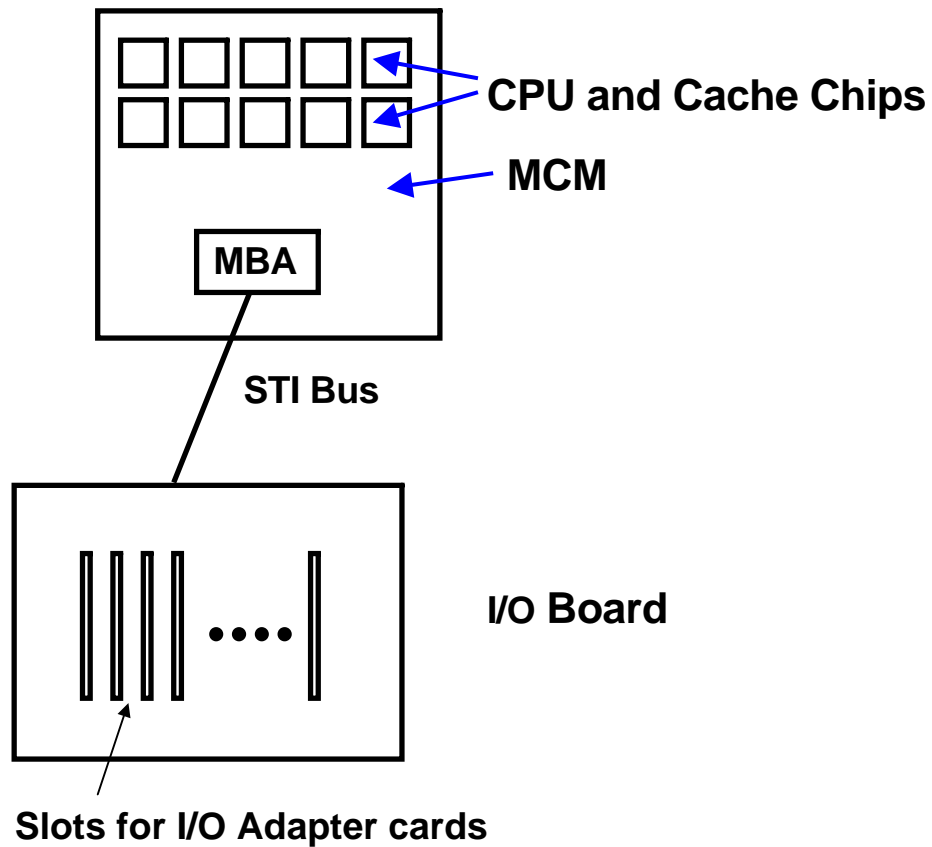 CPU and Cache Chips
MCM
MBA
STI Bus
I/O Board
Slots for I/O Adapter cards